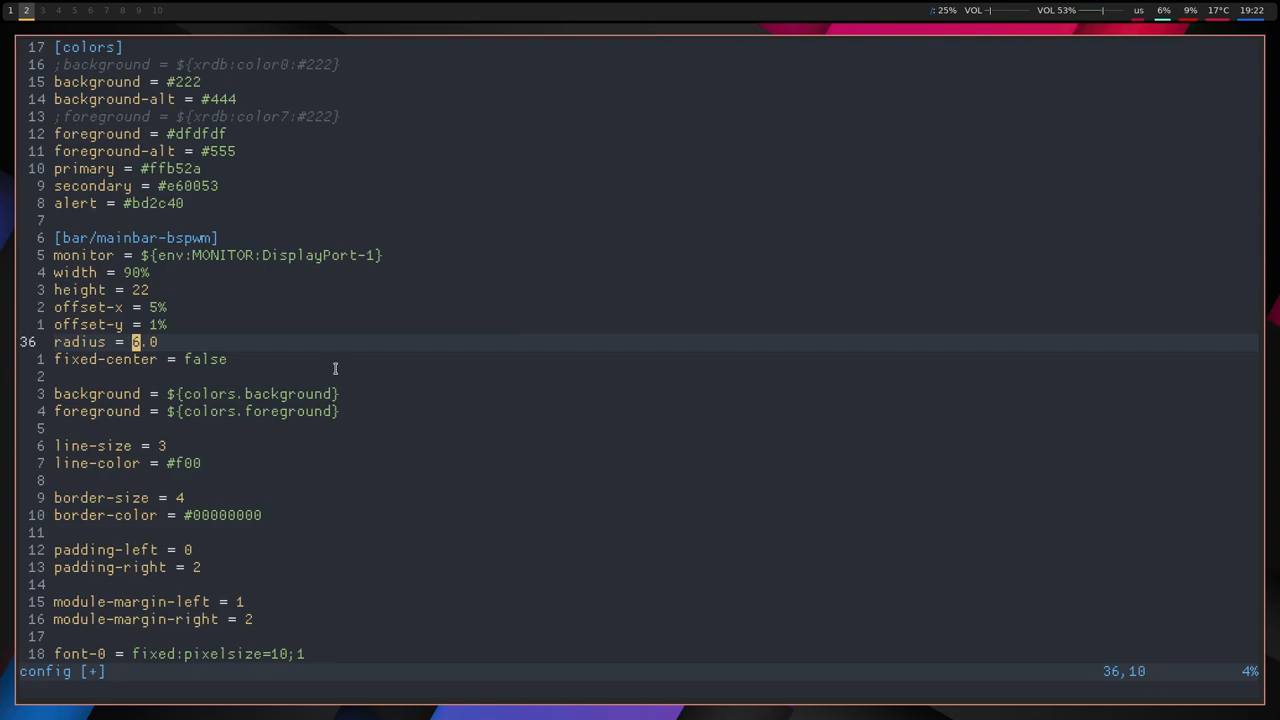 1 2 3 4 5 6 7 8 9 10 /: 25% VOL VOL 53% us 6% 9% 17°C 19:22
17 [colors]
16 ;background = ${xrdb:color0:#222}
15 background = #222
14 background-alt = #444
13 ;foreground = ${xrdb:color7:#222}
12 foreground = #dfdfdf
11 foreground-alt = #555
10 primary = #ffb52a
9 secondary = #e60053
8 alert = #bd2c40
7
6 [bar/mainbar-bspwm]
5 monitor = ${env:MONITOR:DisplayPort-1}
4 width = 90%
3 height = 22
2 offset-x = 5%
1 offset-y = 1%
36 radius = 6.0
1 fixed-center = false
2
3 background = ${colors.background}
4 foreground = ${colors.foreground}
5
6 line-size = 3
7 line-color = #f00
8
9 border-size = 4
10 border-color = #00000000
11
12 padding-left = 0
13 padding-right = 2
14
15 module-margin-left = 1
16 module-margin-right = 2
17
18 font-0 = fixed:pixelsize=10;1
config [+] 36,10 4%